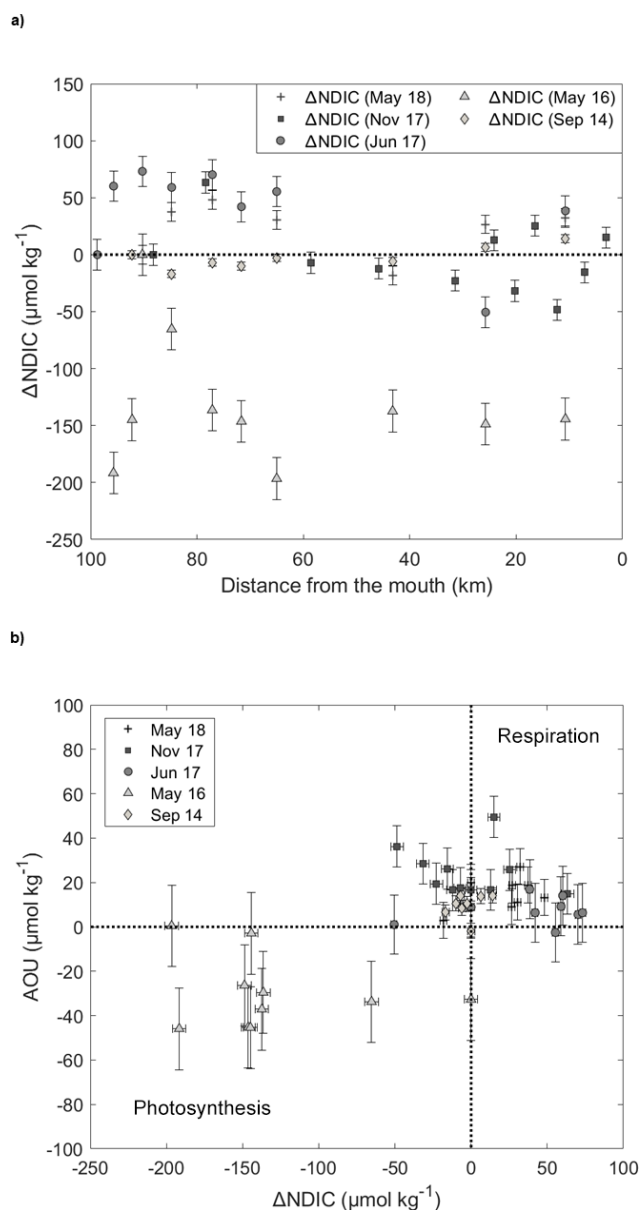 a)
150
100
50
0
-50
-100
-150
-200
-250
ΔNDIC (μmol kg⁻¹)
ΔNDIC (May 18)
ΔNDIC (Nov 17)
ΔNDIC (Jun 17)
ΔNDIC (May 16)
ΔNDIC (Sep 14)
100 80 60 40 20 0
Distance from the mouth (km)
b)
100
80
60
40
20
0
-20
-40
-60
-80
-100
AOU (μmol kg⁻¹)
May 18
Nov 17
Jun 17
May 16
Sep 14
Respiration
Photosynthesis
-250 -200 -150 -100 -50 0 50 100
ΔNDIC (μmol kg⁻¹)